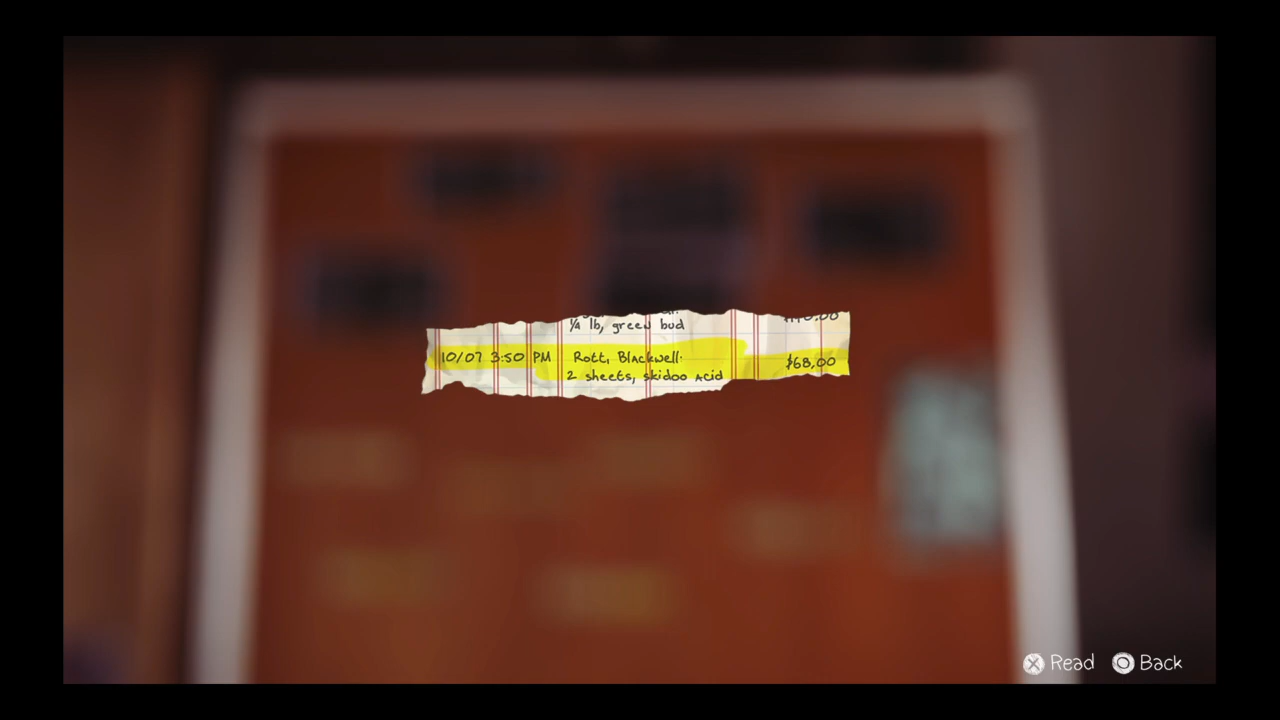 1/4 lb, green bud
10/07 3:50 PM Rott, Blackwell:
$68,00
2 sheets, skidoo Acid
Read Back